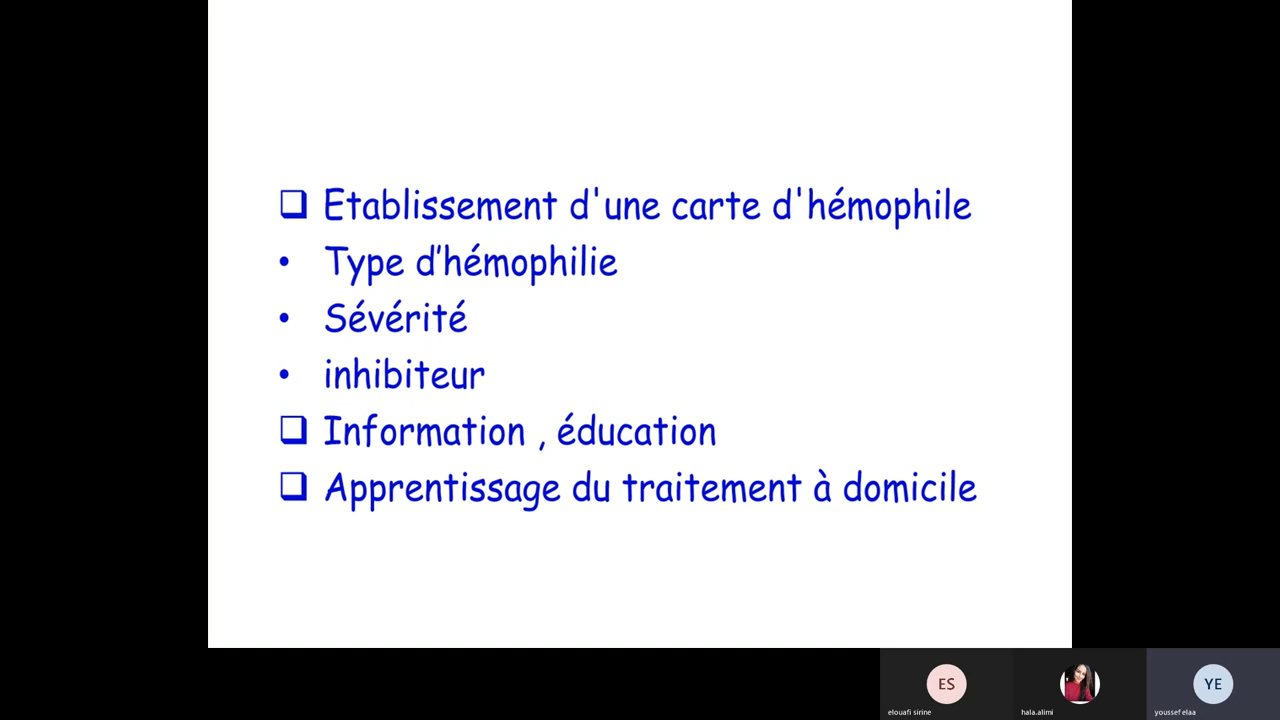 ❑ Etablissement d'une carte d'hémophile
• Type d’hémophilie
• Sévérité
• inhibiteur
❑ Information , éducation
❑ Apprentissage du traitement à domicile
ES
YE
elouafi sirine
hala.alimi
youssef elaa